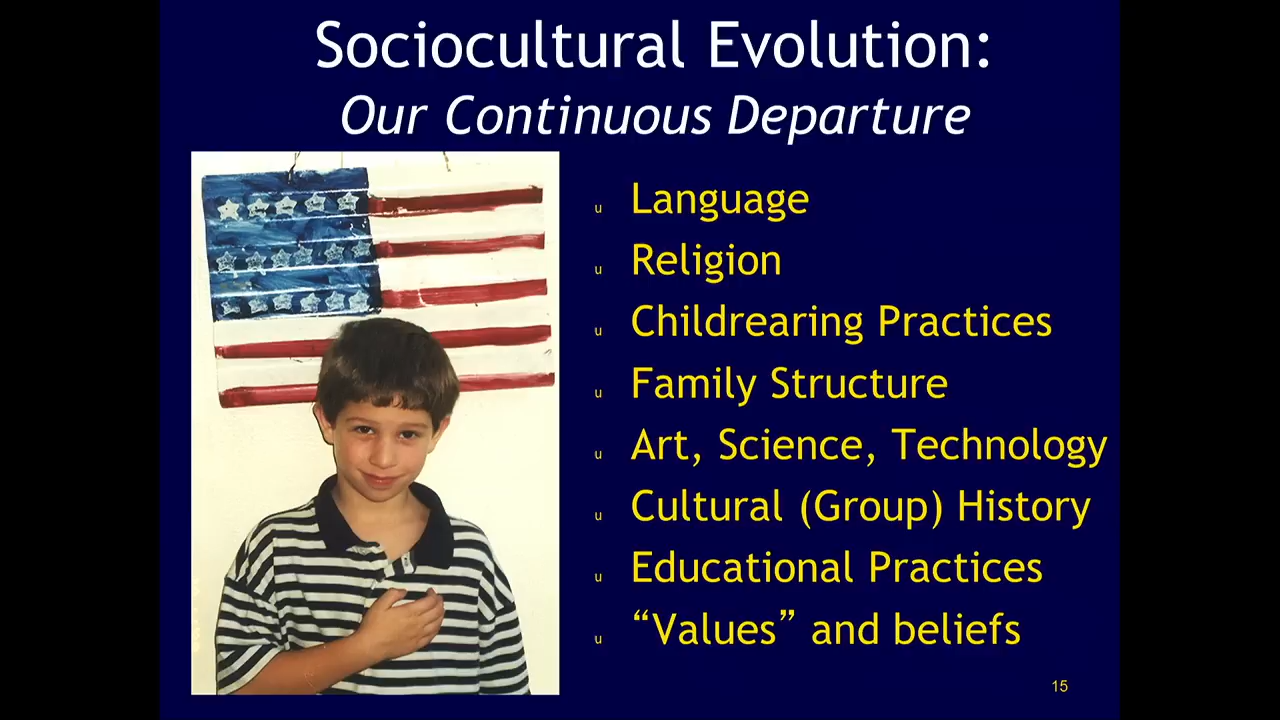 Sociocultural Evolution:
Our Continuous Departure
u Language
u Religion
u Childrearing Practices
u Family Structure
u Art, Science, Technology
u Cultural (Group) History
u Educational Practices
u “Values” and beliefs
15